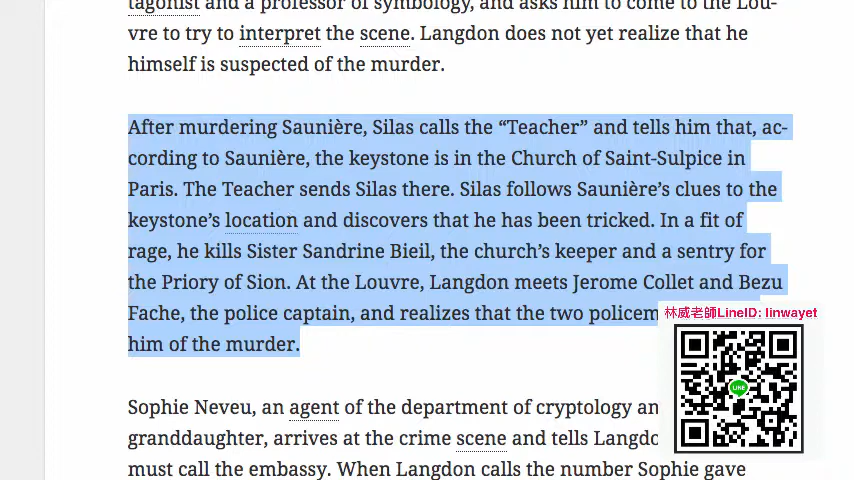 tagonist and a professor of symbology, and asks him to come to the Lou-
vre to try to interpret the scene. Langdon does not yet realize that he
himself is suspected of the murder.
After murdering Saunière, Silas calls the “Teacher” and tells him that, ac-
cording to Saunière, the keystone is in the Church of Saint-Sulpice in
Paris. The Teacher sends Silas there. Silas follows Saunière’s clues to the
keystone’s location and discovers that he has been tricked. In a fit of
rage, he kills Sister Sandrine Bieil, the church’s keeper and a sentry for
the Priory of Sion. At the Louvre, Langdon meets Jerome Collet and Bezu
Fache, the police captain, and realizes that the two
him of the murder.
林威老師LineID: linwayet
LINE
Sophie Neveu, an agent of the department of cryptology
granddaughter, arrives at the crime scene and tells
must call the embassy. When Langdon calls the number Sophie gave